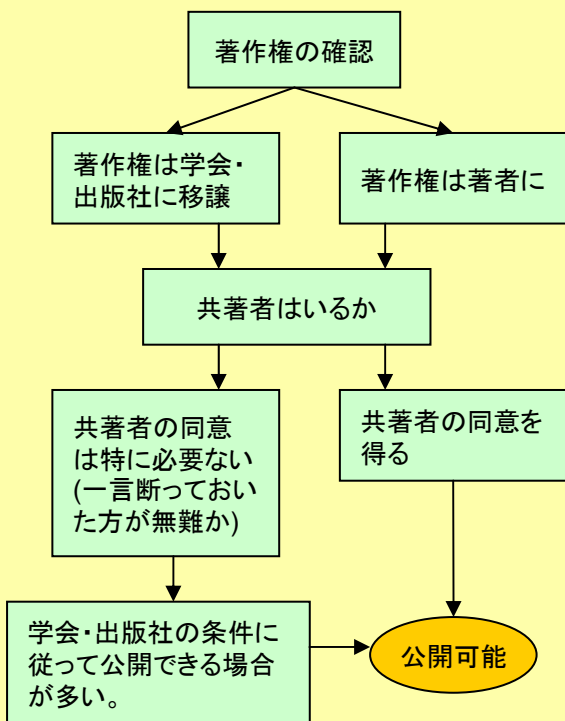 著作権の確認
著作権は学会・
出版社に移譲
著作権は著者に
共著者はいるか
共著者の同意
は特に必要ない
(一言断っておい
た方が無難か)
共著者の同意を
得る
学会・出版社の条件に
従って公開できる場合
が多い。
公開可能